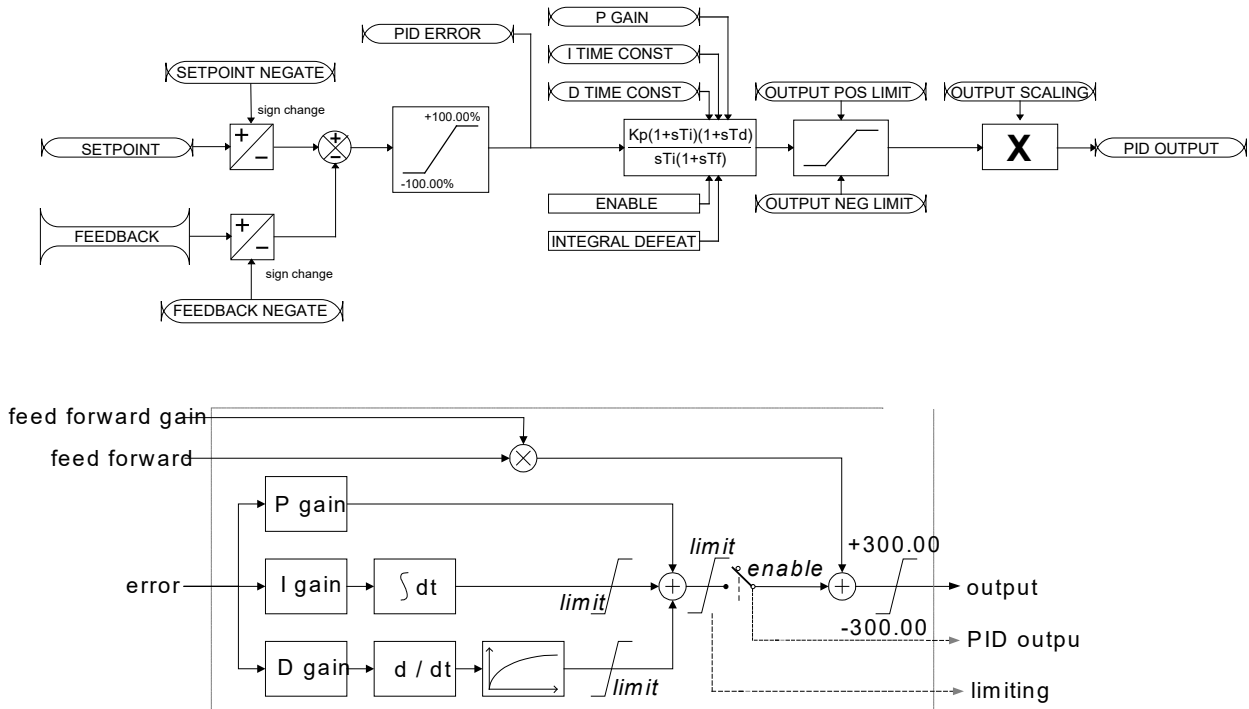 P GAIN
PID ERROR
I TIME CONST
SETPOINT NEGATE
D TIME CONST
OUTPUT POS LIMIT
OUTPUT SCALING
sign change
+100.00%
SETPOINT
+
−
+
−
-100.00%
Kp(1+sTi)(1+sTd)
sTi(1+sTf)
X
PID OUTPUT
ENABLE
OUTPUT NEG LIMIT
FEEDBACK
+
−
INTEGRAL DEFEAT
sign change
FEEDBACK NEGATE
feed forward gain
feed forward
×
P gain
limit
enable
+300.00
error
I gain
∫ dt
limit
+
+
output
-300.00
PID outpu
D gain
d / dt
limit
limiting